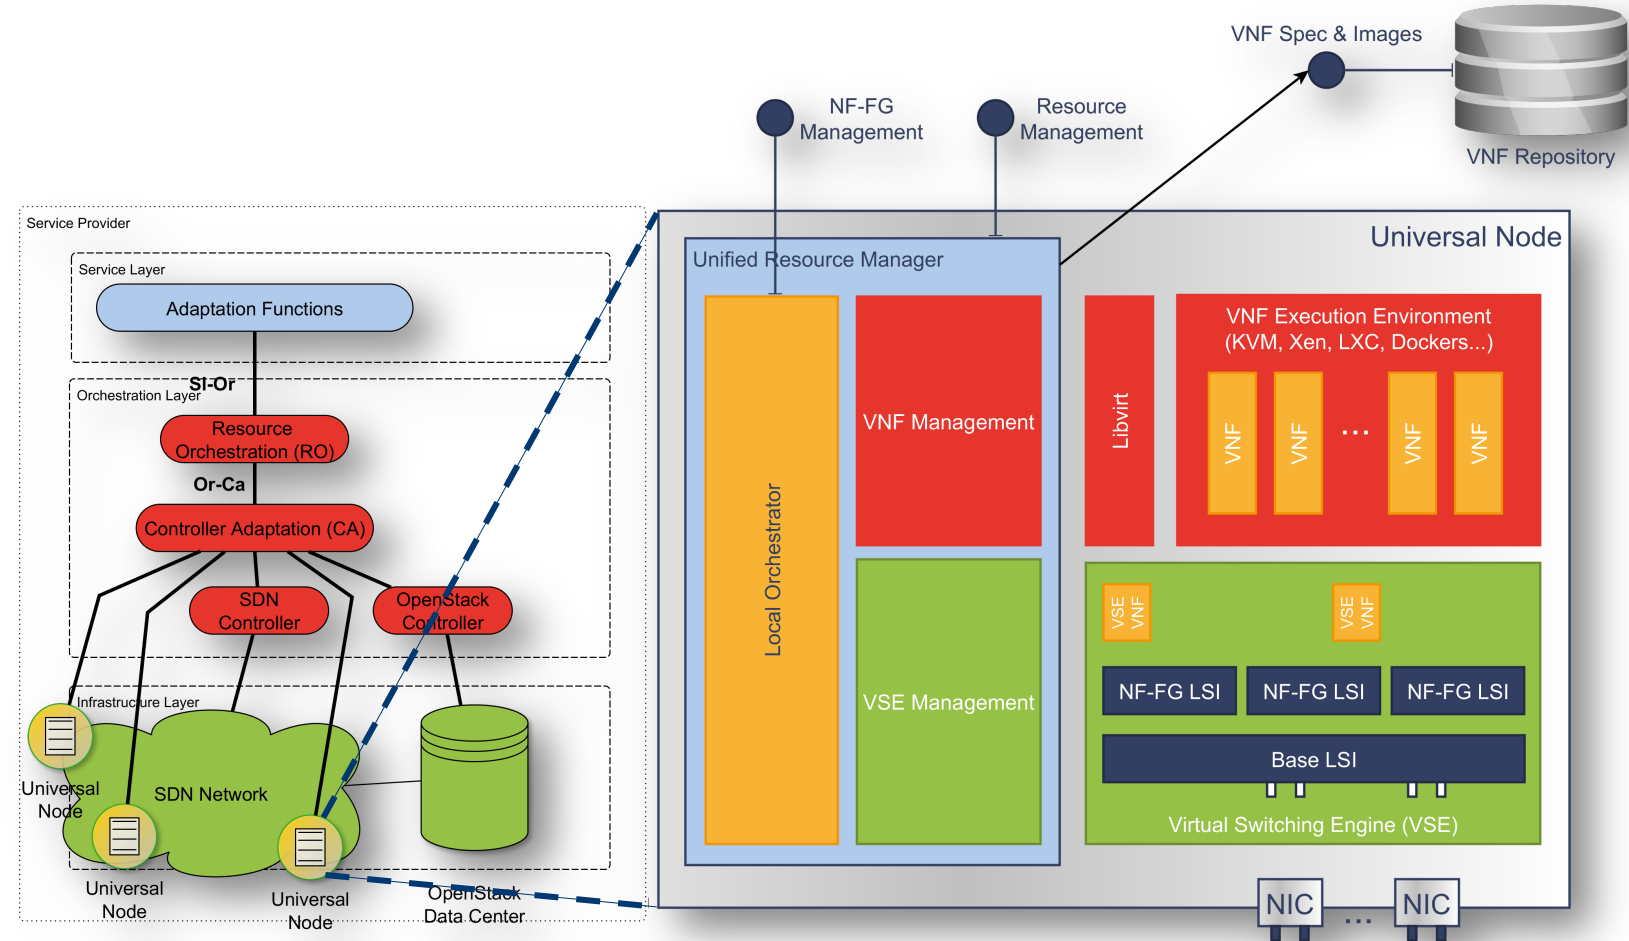 VNF Spec & Images
NF-FG
Management
Resource
Management
VNF Repository
Service Provider
Service Layer
Adaptation Functions
Sl-Or
Orchestration Layer
Resource
Orchestration (RO)
Or-Ca
Controller Adaptation (CA)
SDN
Controller
OpenStack
Controller
Infrastructure Layer
SDN Network
Universal
Node
Universal
Node
Universal
Node
OpenStack
Data Center
Universal Node
Unified Resource Manager
Local Orchestrator
VNF Management
VSE Management
Libvirt
VNF Execution Environment
(KVM, Xen, LXC, Dockers...)
VNF
VNF
...
VNF
VNF
VSE
VNF
VSE
VNF
NF-FG LSI
NF-FG LSI
NF-FG LSI
Base LSI
Virtual Switching Engine (VSE)
NIC
...
NIC